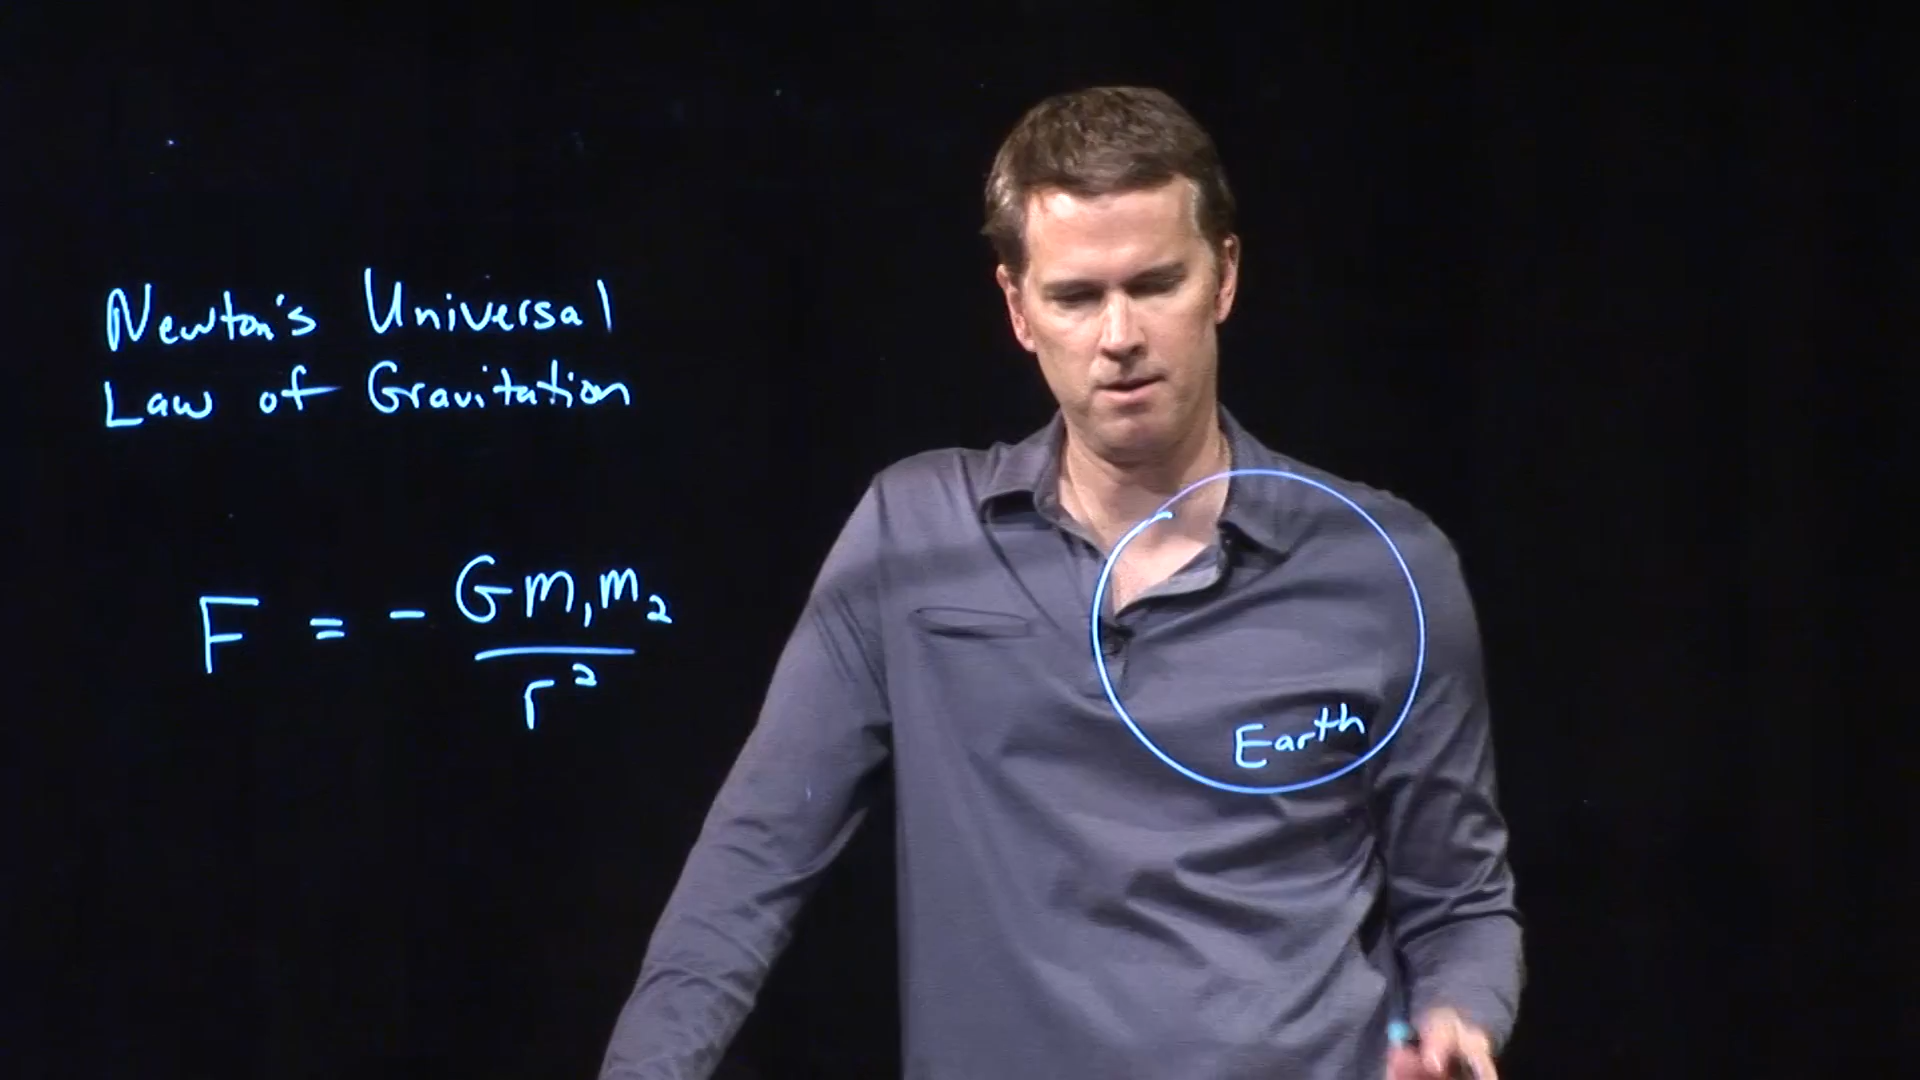 Newton's Universal
Law of Gravitation
F = - Gm₁m₂ / r²
Earth